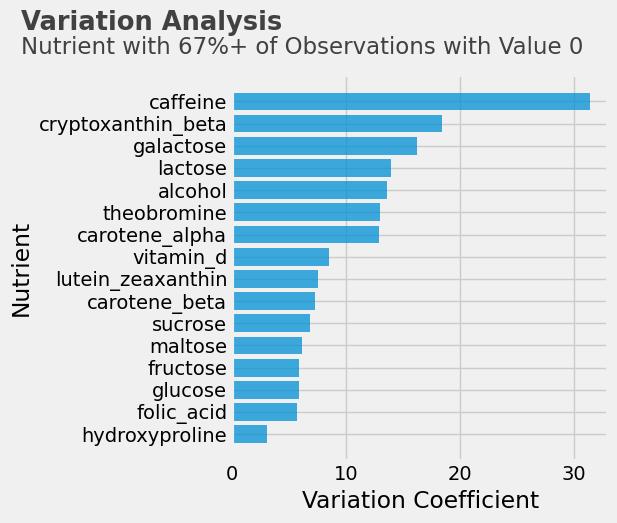 Variation Analysis
Nutrient with 67%+ of Observations with Value 0
caffeine
cryptoxanthin_beta
galactose
lactose
alcohol
theobromine
carotene_alpha
vitamin_d
lutein_zeaxanthin
carotene_beta
sucrose
maltose
fructose
glucose
folic_acid
hydroxyproline
Nutrient
0 10 20 30
Variation Coefficient